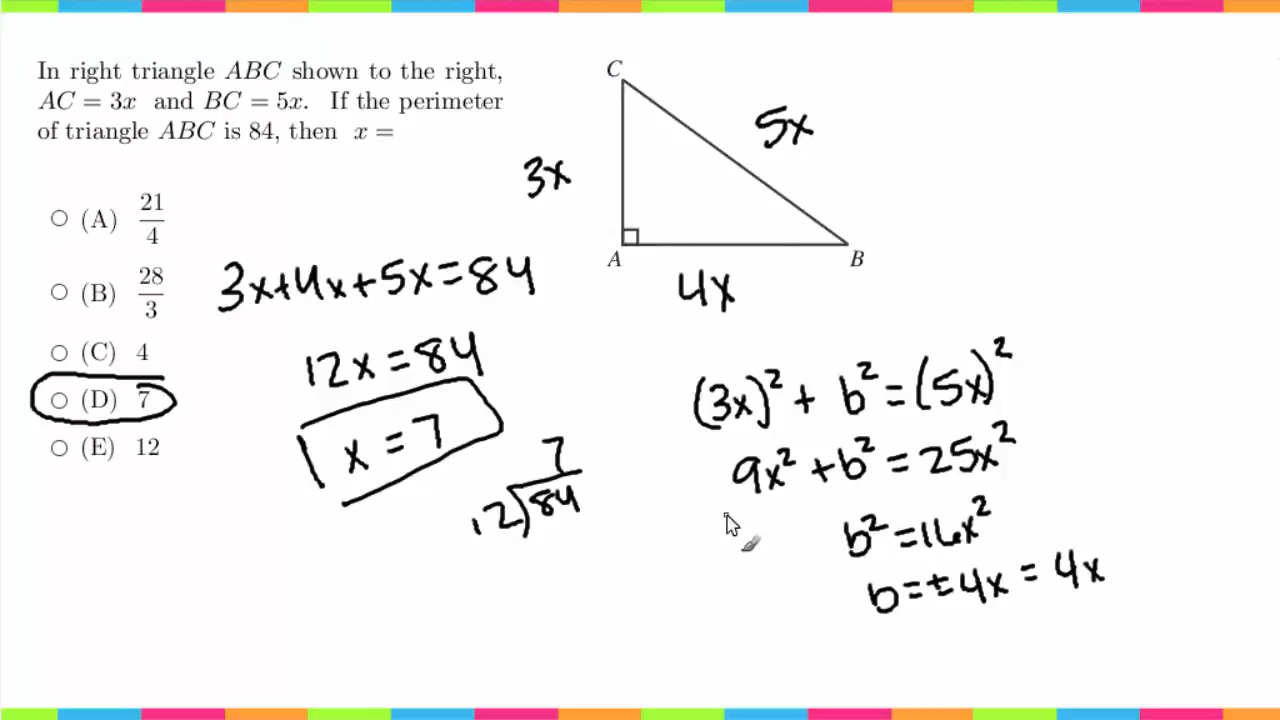 In right triangle ABC shown to the right,
AC = 3x and BC = 5x. If the perimeter
of triangle ABC is 84, then x =
(A) 21/4
(B) 28/3
(C) 4
(D) 7
(E) 12
C
5x
3x
A
B
4x
3x+4x+5x=84
12x=84
x=7
7
12)84
(3x)²+ b²=(5x)²
9x²+b²=25x²
b²=16x²
b=±4x=4x